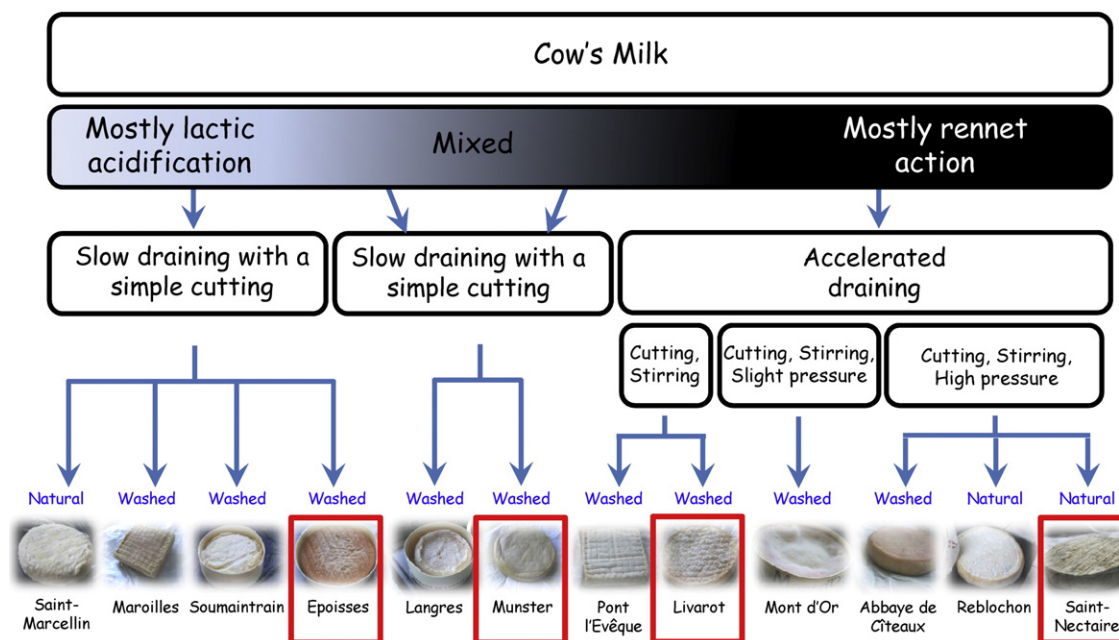 Cow's Milk
Mostly lactic
acidification
Mixed
Mostly rennet
action
Slow draining with a
simple cutting
Slow draining with a
simple cutting
Accelerated
draining
Cutting,
Stirring
Cutting, Stirring,
Slight pressure
Cutting, Stirring,
High pressure
Natural
Washed
Washed
Washed
Washed
Washed
Washed
Washed
Washed
Washed
Natural
Natural
Saint-
Marcellin
Maroilles
Soumaintrain
Epoisses
Langres
Munster
Pont
l'Evêque
Livarot
Mont d'Or
Abbaye de
Cîteaux
Reblochon
Saint-
Nectaire